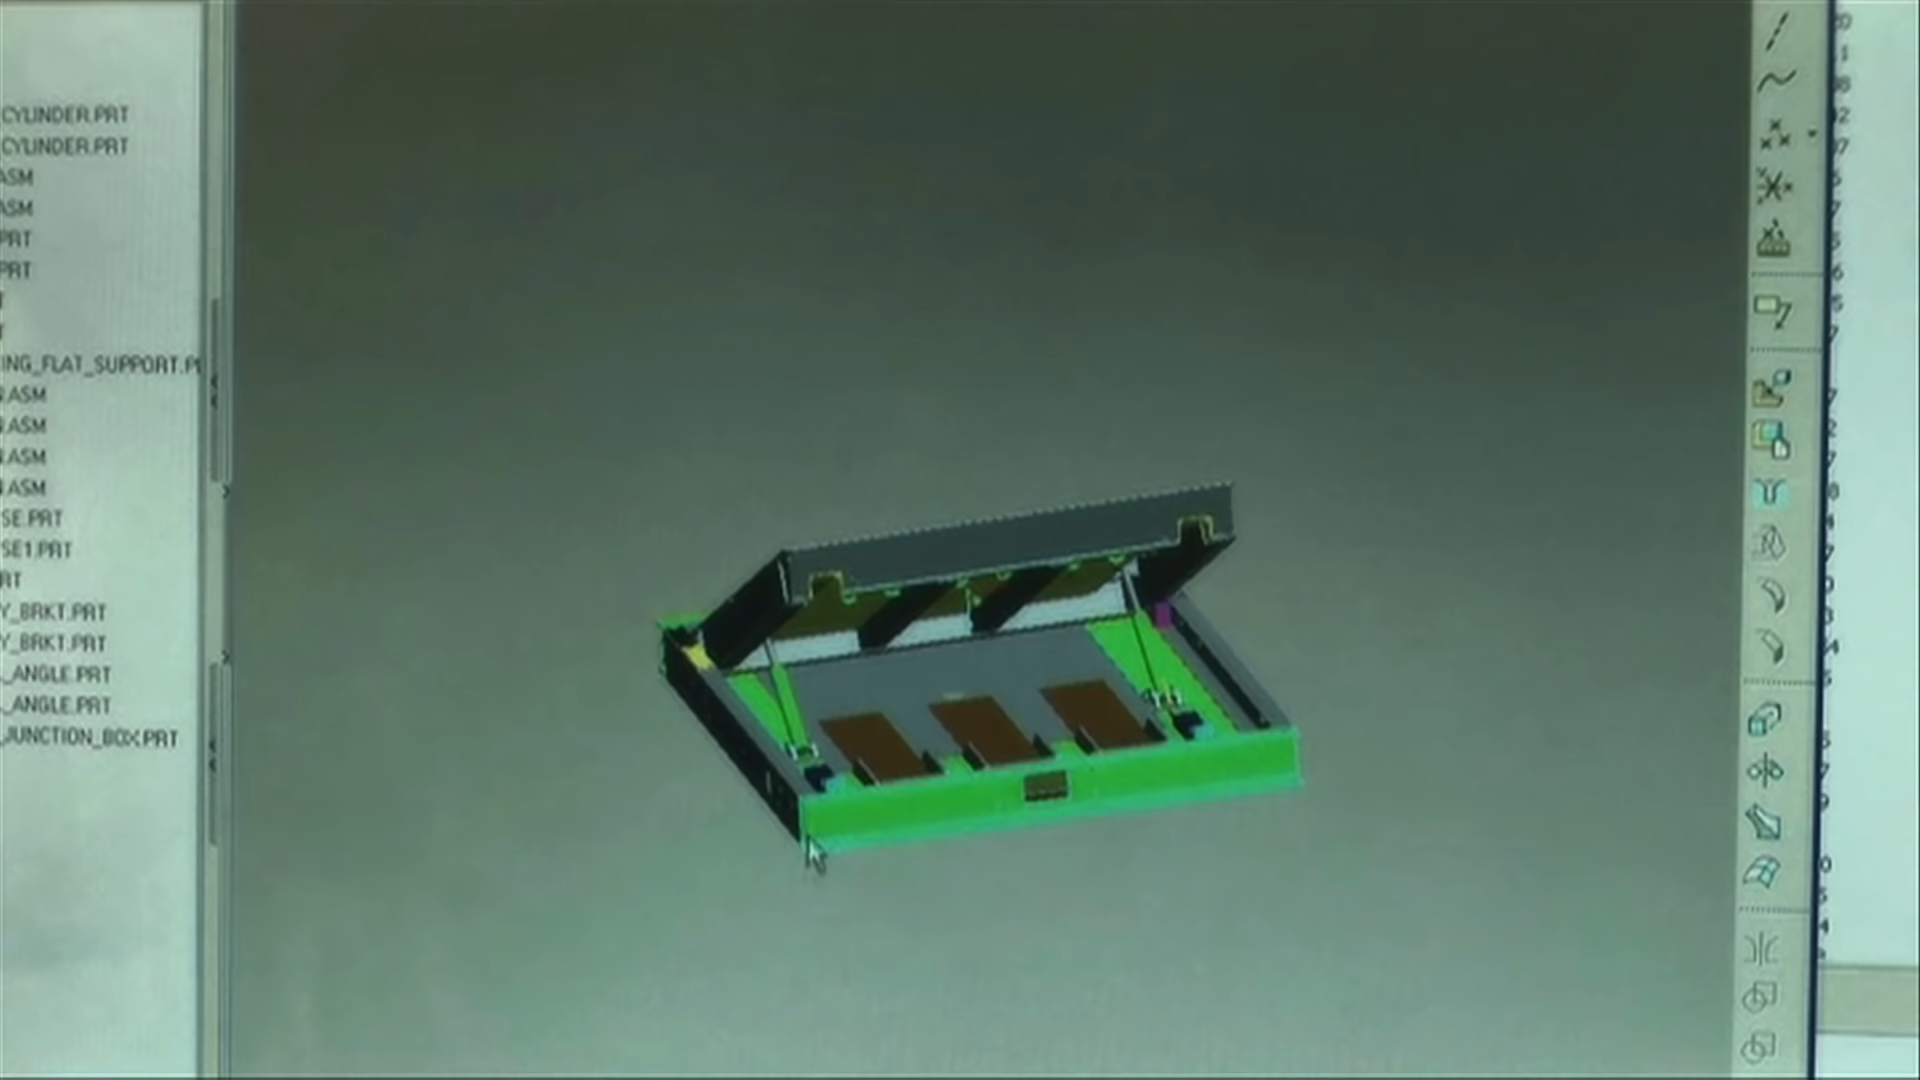 CYLINDER.PRT
CYLINDER.PRT
ASM
ASM
PRT
PRT
ING_FLAT_SUPPORT.P
.ASM
.ASM
.ASM
.ASM
SE.PRT
SE1.PRT
RT
Y_BRKT.PRT
Y_BRKT.PRT
_ANGLE.PRT
_ANGLE.PRT
_JUNCTION_BOX.PRT